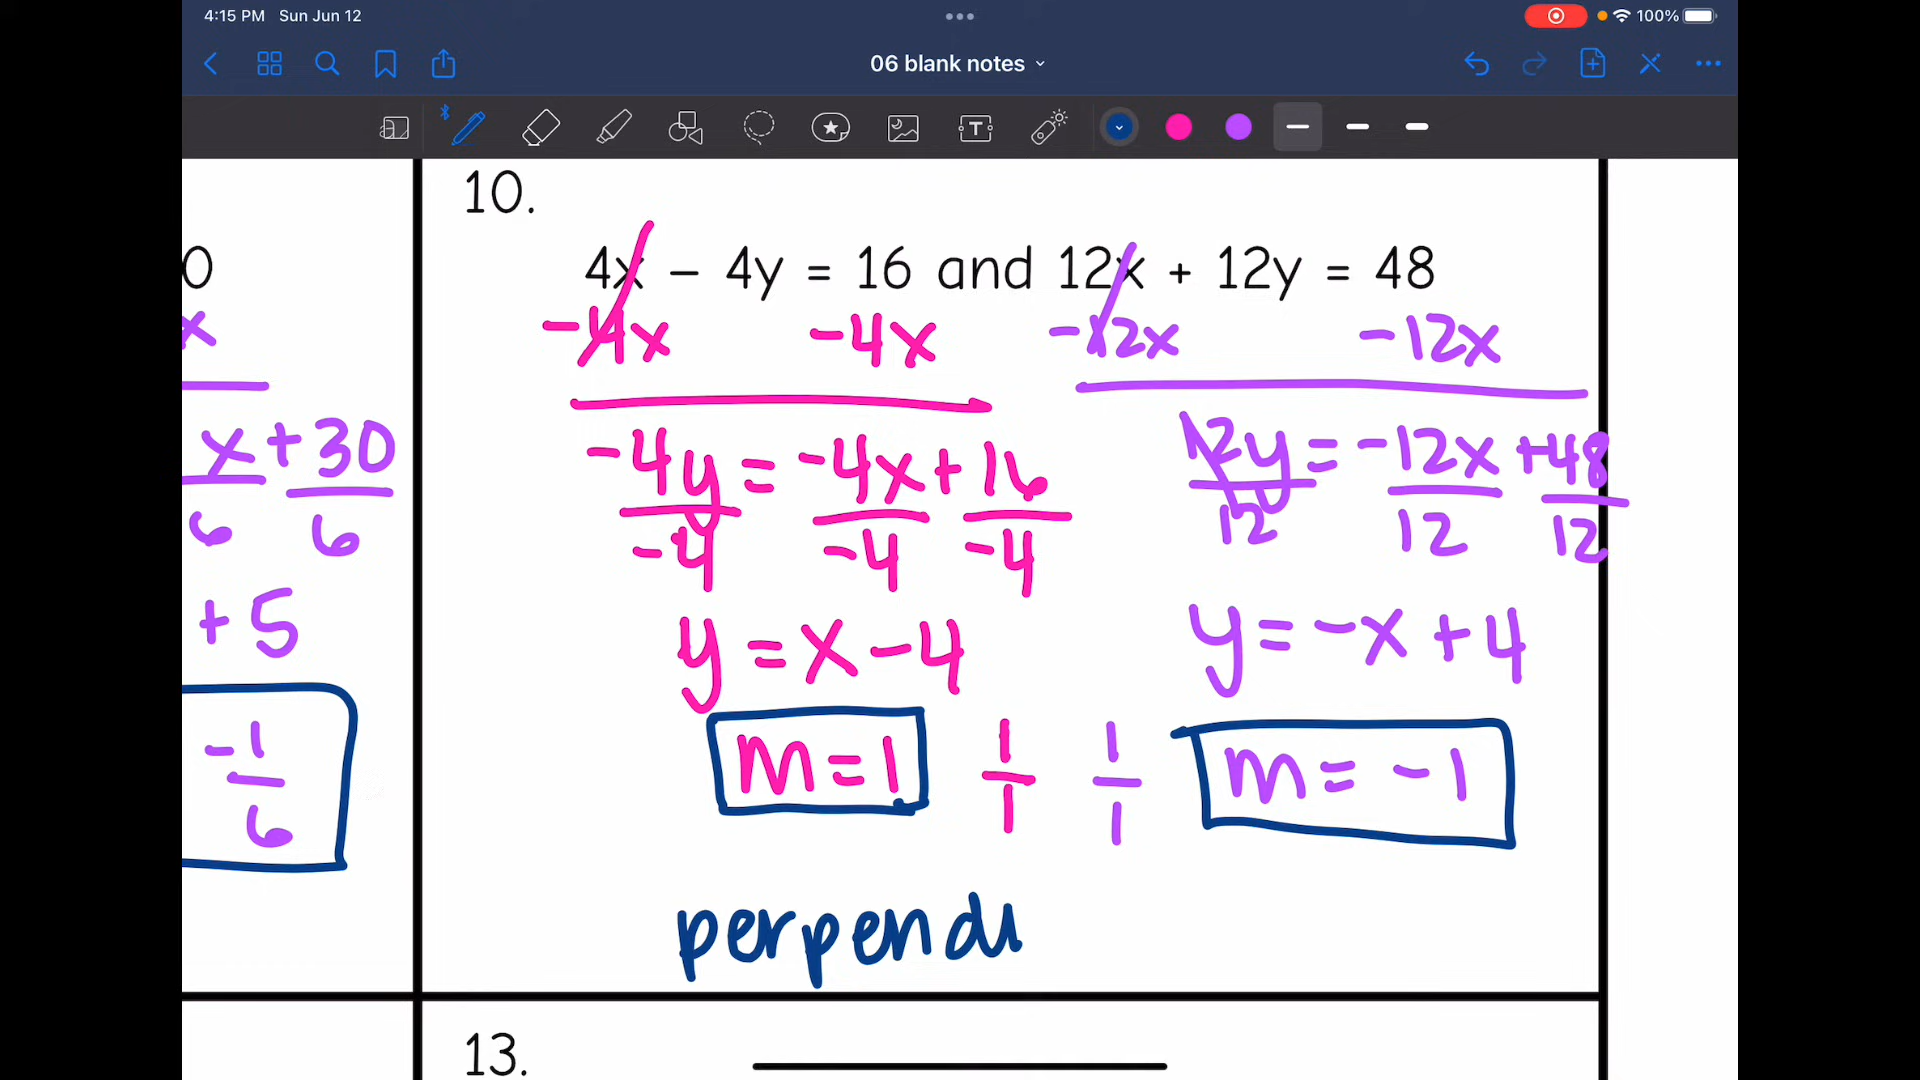 4:15 PM Sun Jun 12
100%
06 blank notes
T
10.
0
4x − 4y = 16 and 12x + 12y = 48
x
-4x -4x
-12x -12x
x + 30
6 6
-4y = -4x + 16
-4 -4 -4
12y = -12x + 48
12 12 12
+ 5
y = x - 4
y = -x + 4
-1
6
m = 1
1
1
1
1
m = -1
perpendu
13.